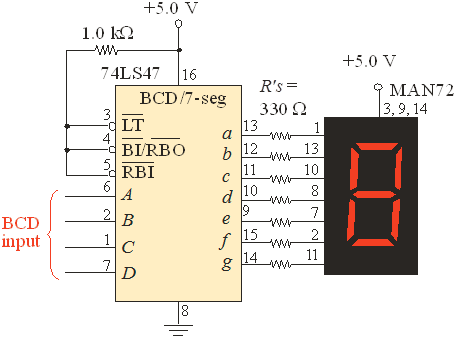 +5.0 V
1.0 kΩ
+5.0 V
74LS47
16
R's =
330 Ω
MAN72
3, 9, 14
BCD/7-seg
3 LT
4 BI/RBO
5 RBI
6 A
2 B
1 C
7 D
BCD
input
a 13 1
b 12 13
c 11 10
d 10 8
e 9 7
f 15 2
g 14 11
8